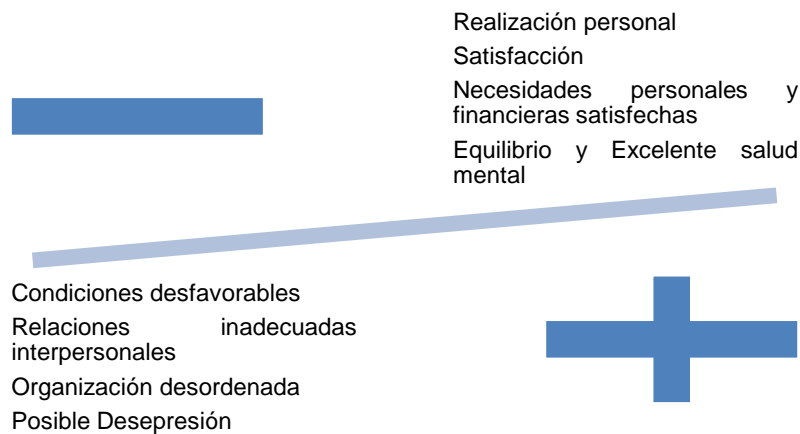 Realización personal
Satisfacción
Necesidades personales y
financieras satisfechas
Equilibrio y Excelente salud
mental
Condiciones desfavorables
Relaciones inadecuadas
interpersonales
Organización desordenada
Posible Desepresión